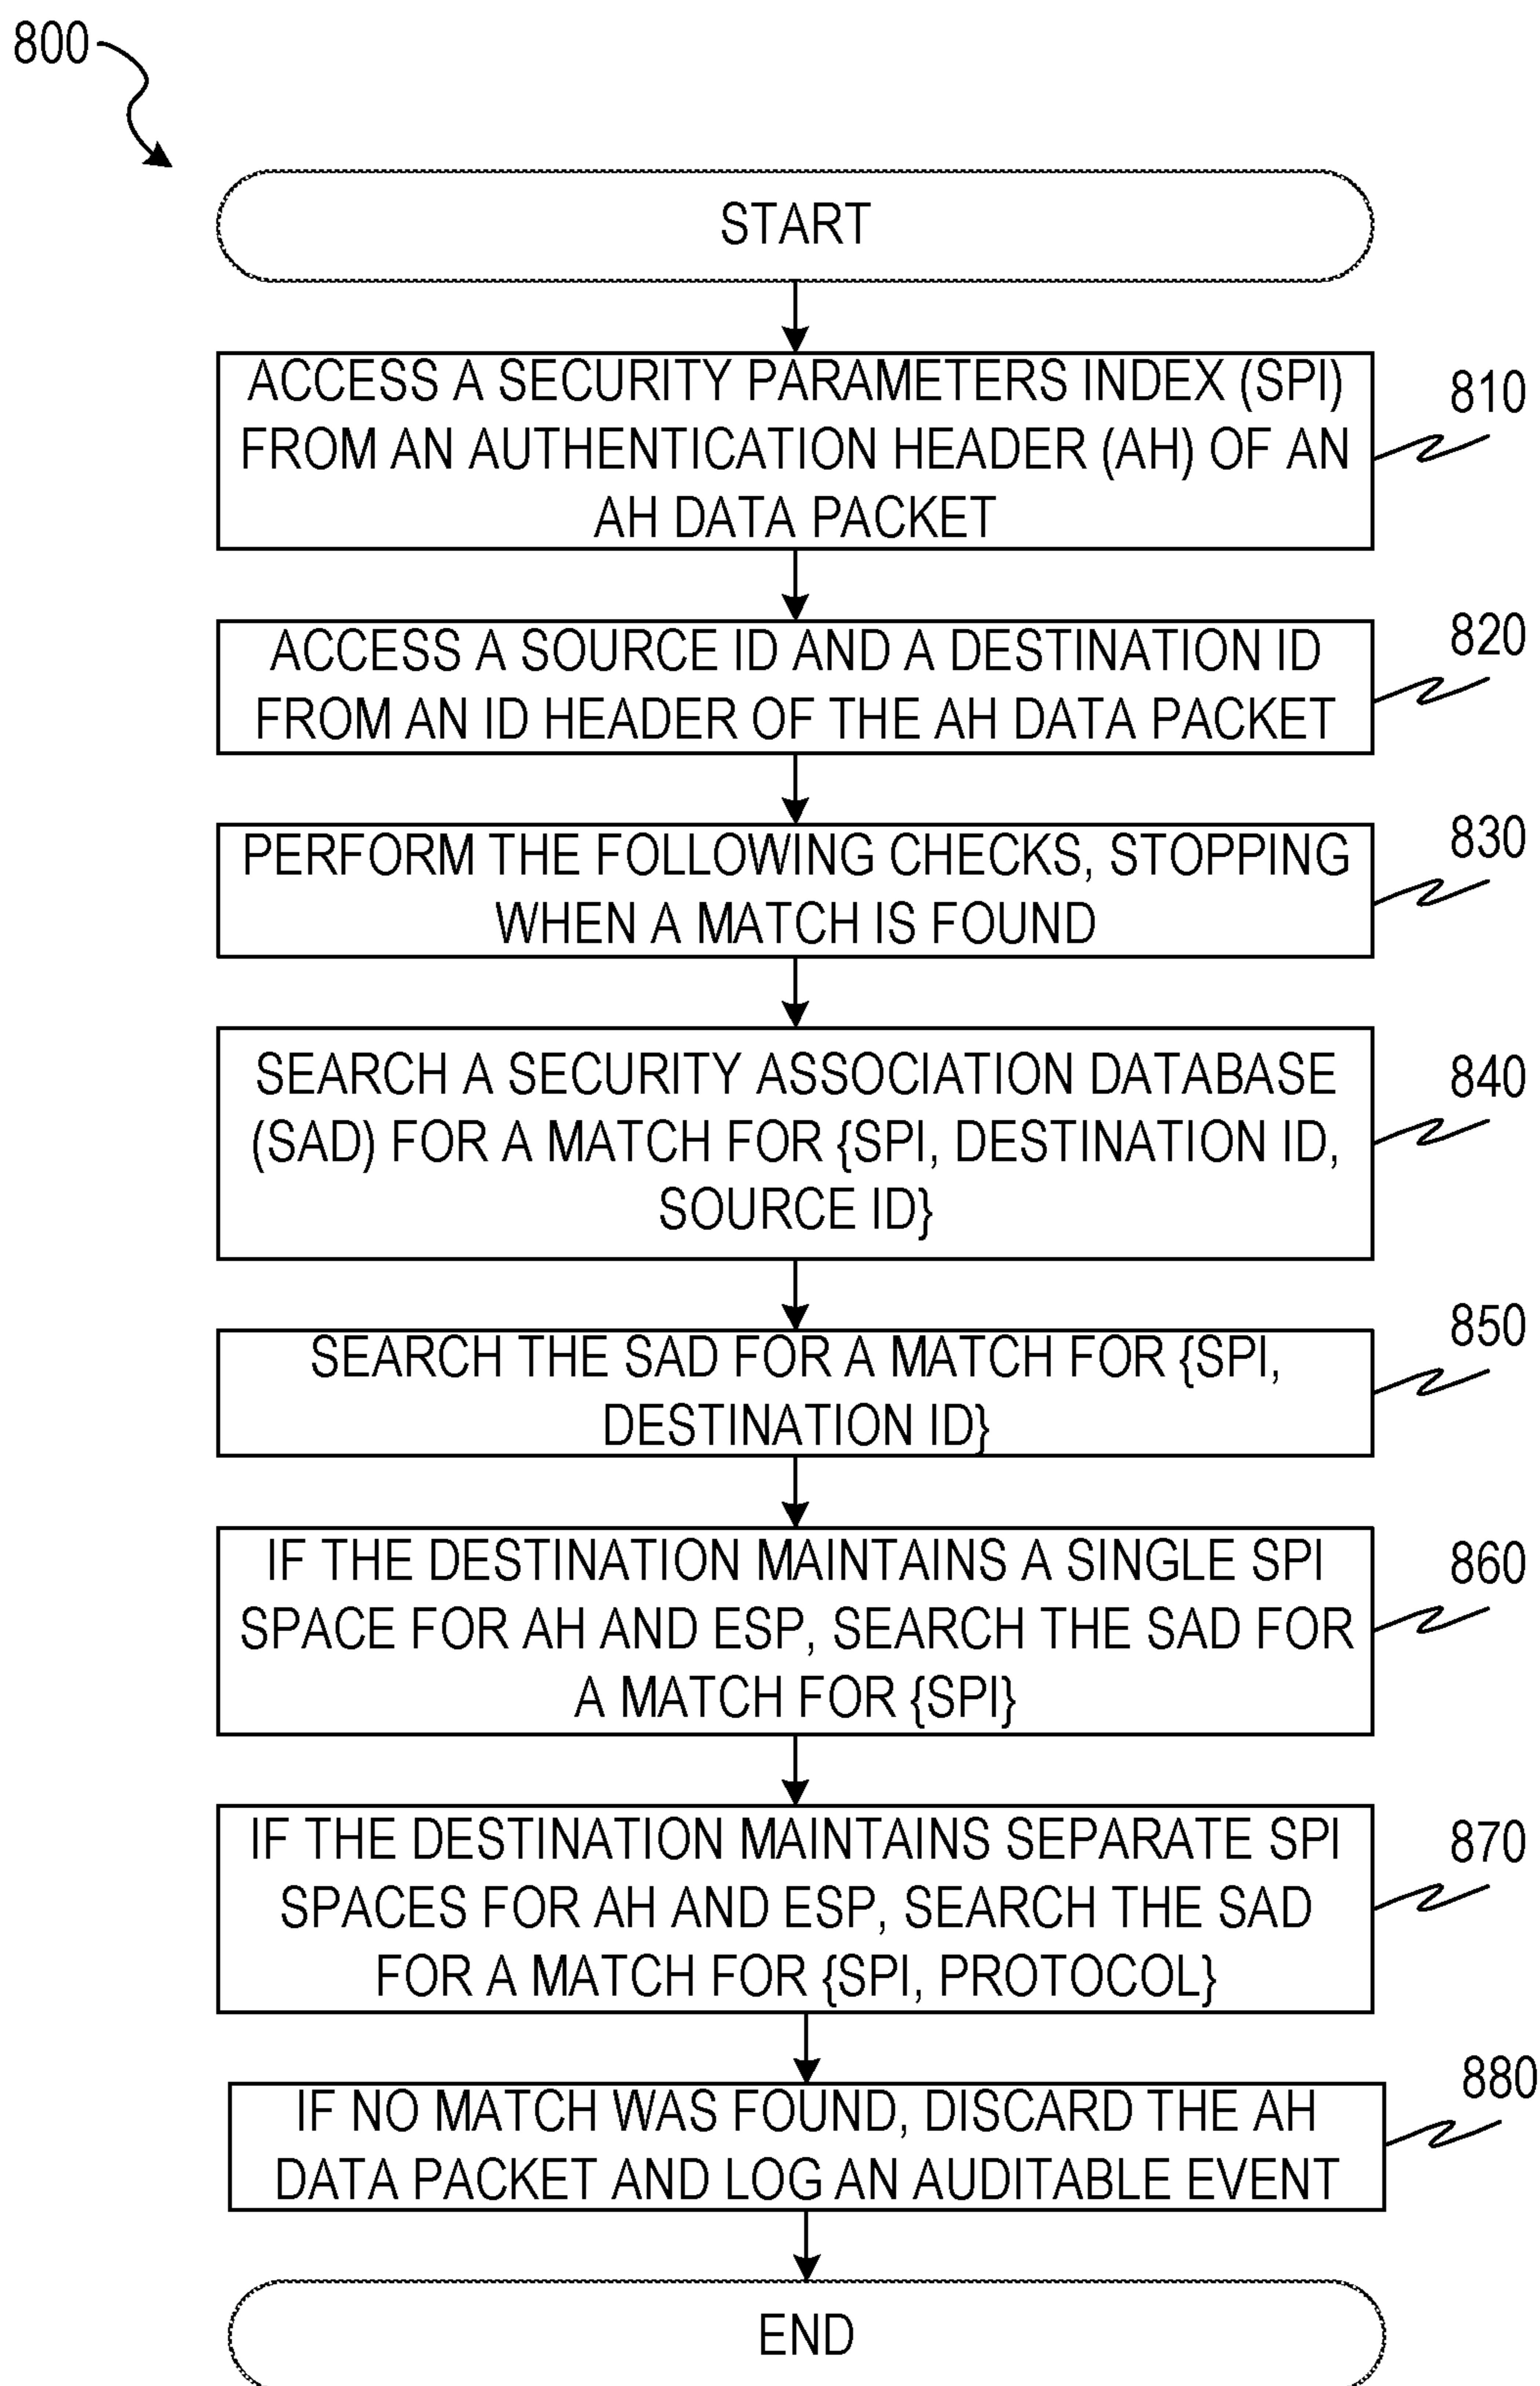 800
START
ACCESS A SECURITY PARAMETERS INDEX (SPI)
FROM AN AUTHENTICATION HEADER (AH) OF AN
AH DATA PACKET
810
ACCESS A SOURCE ID AND A DESTINATION ID
FROM AN ID HEADER OF THE AH DATA PACKET
820
PERFORM THE FOLLOWING CHECKS, STOPPING
WHEN A MATCH IS FOUND
830
SEARCH A SECURITY ASSOCIATION DATABASE
(SAD) FOR A MATCH FOR {SPI, DESTINATION ID,
SOURCE ID}
840
SEARCH THE SAD FOR A MATCH FOR {SPI,
DESTINATION ID}
850
IF THE DESTINATION MAINTAINS A SINGLE SPI
SPACE FOR AH AND ESP, SEARCH THE SAD FOR
A MATCH FOR {SPI}
860
IF THE DESTINATION MAINTAINS SEPARATE SPI
SPACES FOR AH AND ESP, SEARCH THE SAD
FOR A MATCH FOR {SPI, PROTOCOL}
870
IF NO MATCH WAS FOUND, DISCARD THE AH
DATA PACKET AND LOG AN AUDITABLE EVENT
880
END